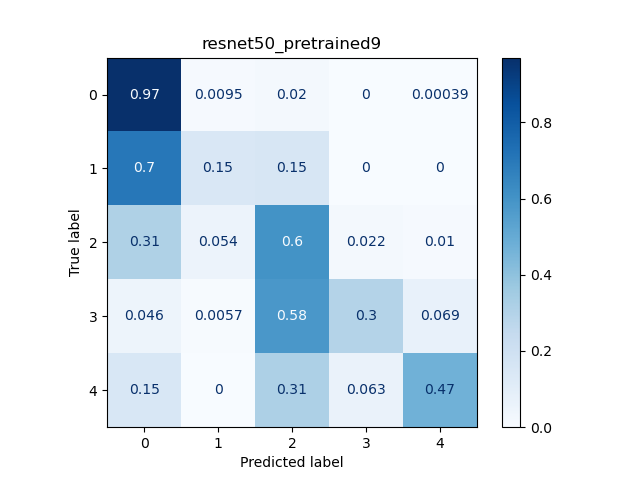 resnet50_pretrained9
0 0.97 0.0095 0.02 0 0.00039
1 0.7 0.15 0.15 0 0
2 0.31 0.054 0.6 0.022 0.01
3 0.046 0.0057 0.58 0.3 0.069
4 0.15 0 0.31 0.063 0.47
0 1 2 3 4
Predicted label
True label
0.8
0.6
0.4
0.2
0.0